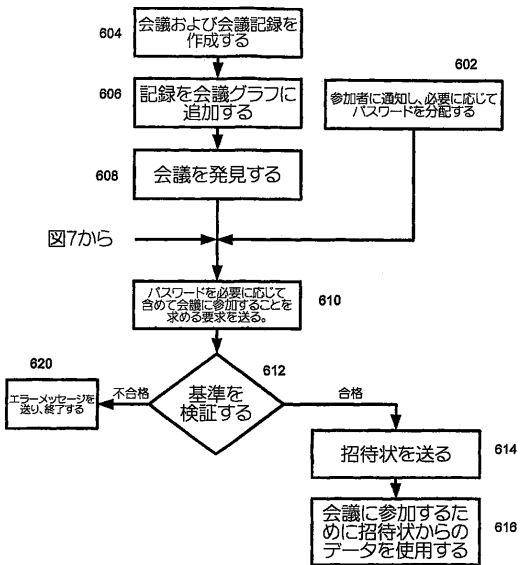 604
会議および会議記録を
作成する
606
記録を会議グラフに
追加する
602
参加者に通知し、必要に応じて
パスワードを分配する
608
会議を発見する
図7から
パスワードを必要に応じて
含めて会議に参加することを
求める要求を送る。
610
620
エラーメッセージを
送り、終了する
不合格
612
基準を
検証する
合格
招待状を送る
614
会議に参加するた
めに招待状からの
データを使用する
616